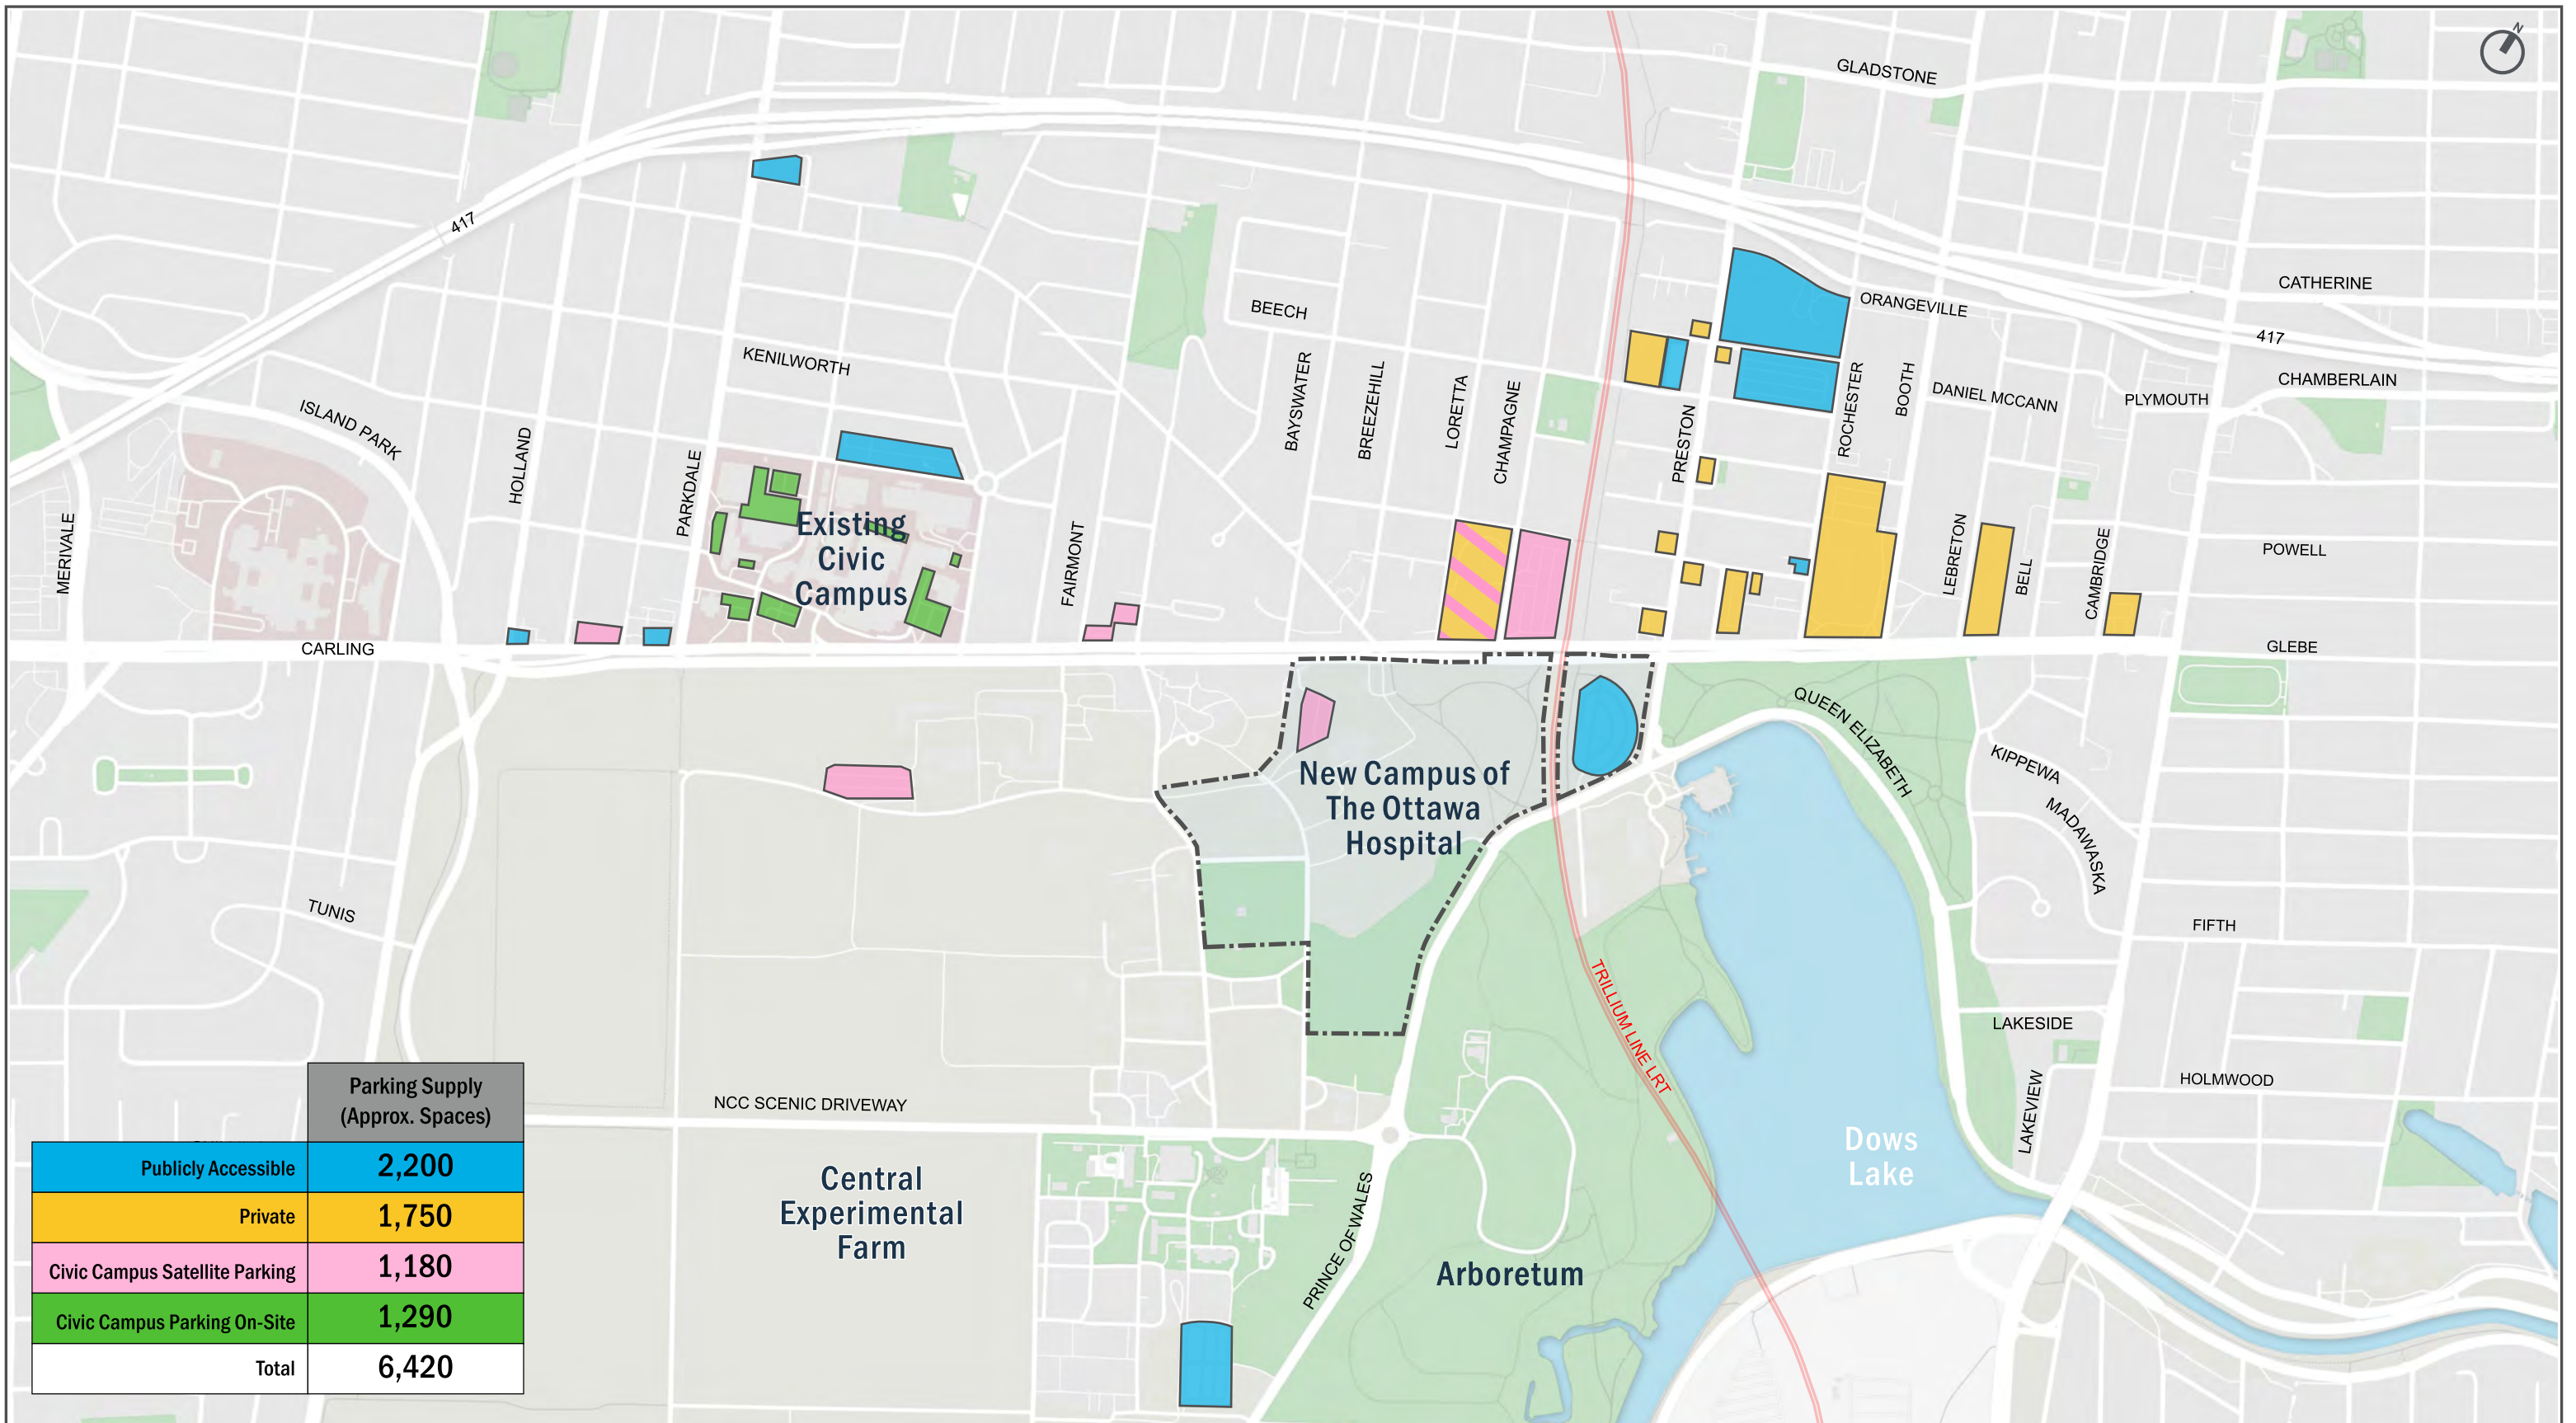 N
GLADSTONE
417
CATHERINE
ORANGEVILLE
BEECH
417
KENILWORTH
CHAMBERLAIN
DANIEL MCCANN
PLYMOUTH
ISLAND PARK
BAYSWATER
BREEZEHILL
LORETTA
CHAMPAGNE
PRESTON
ROCHESTER
BOOTH
HOLLAND
PARKDALE
MERIVALE
FAIRMONT
LEBRETON
BELL
CAMBRIDGE
POWELL
Existing
Civic
Campus
CARLING
GLEBE
QUEEN ELIZABETH
KIPPEWA
MADAWASKA
New Campus of
The Ottawa
Hospital
TUNIS
FIFTH
TRILLIUM LINE LRT
LAKESIDE
LAKEVIEW
HOLMWOOD
NCC SCENIC DRIVEWAY
Dows
Lake
Central
Experimental
Farm
PRINCE OF WALES
Arboretum
Parking Supply
(Approx. Spaces)
Publicly Accessible 2,200
Private 1,750
Civic Campus Satellite Parking 1,180
Civic Campus Parking On-Site 1,290
Total 6,420